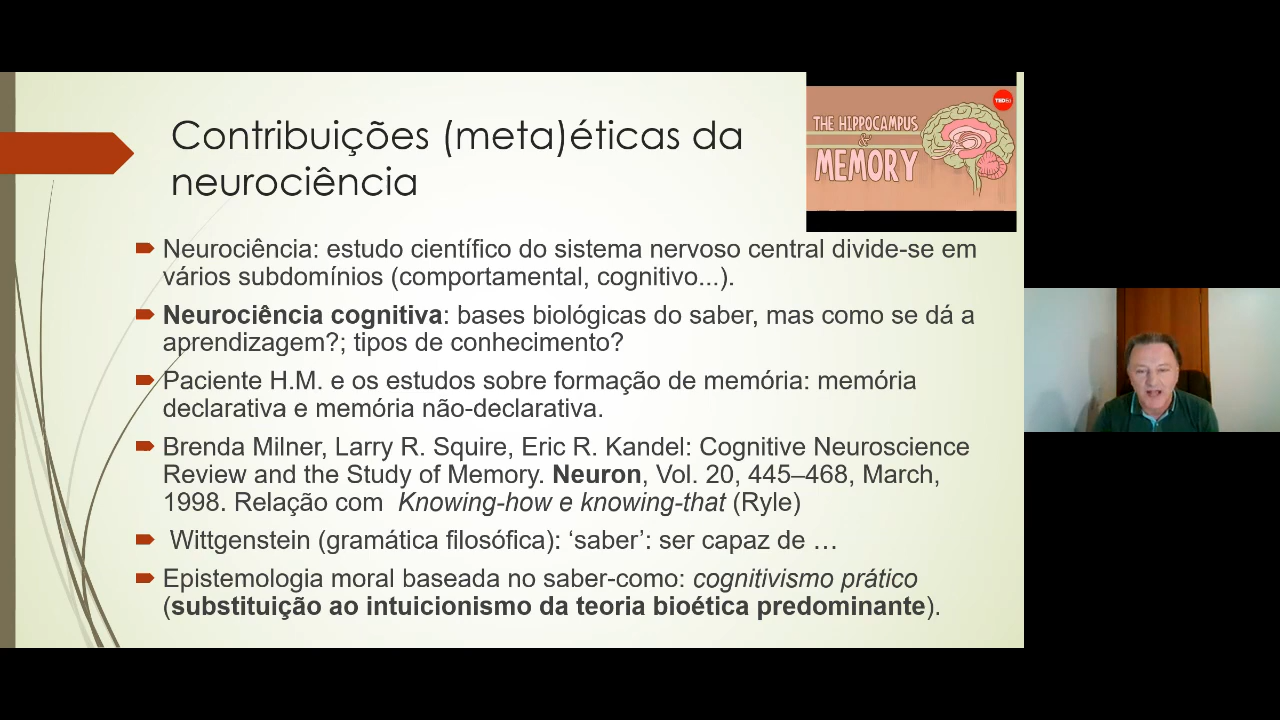 Contribuições (meta)éticas da
neurociência
THE HIPPOCAMPUS
&
MEMORY
TEDEd
Neurociência: estudo científico do sistema nervoso central divide-se em
vários subdomínios (comportamental, cognitivo...).
Neurociência cognitiva: bases biológicas do saber, mas como se dá a
aprendizagem?; tipos de conhecimento?
Paciente H.M. e os estudos sobre formação de memória: memória
declarativa e memória não-declarativa.
Brenda Milner, Larry R. Squire, Eric R. Kandel: Cognitive Neuroscience
Review and the Study of Memory. Neuron, Vol. 20, 445–468, March,
1998. Relação com Knowing-how e knowing-that (Ryle)
Wittgenstein (gramática filosófica): ‘saber’: ser capaz de …
Epistemologia moral baseada no saber-como: cognitivismo prático
(substituição ao intuicionismo da teoria bioética predominante).